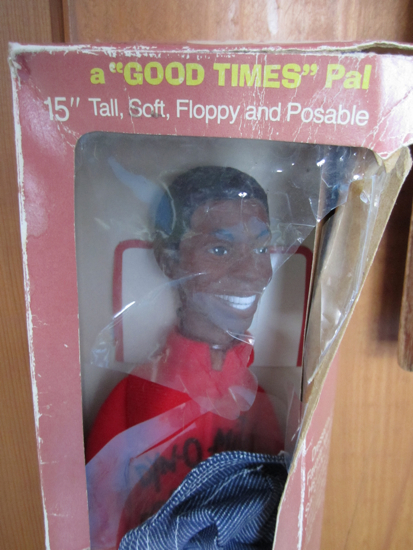 a "GOOD TIMES" Pal
15" Tall, Soft, Floppy and Posable